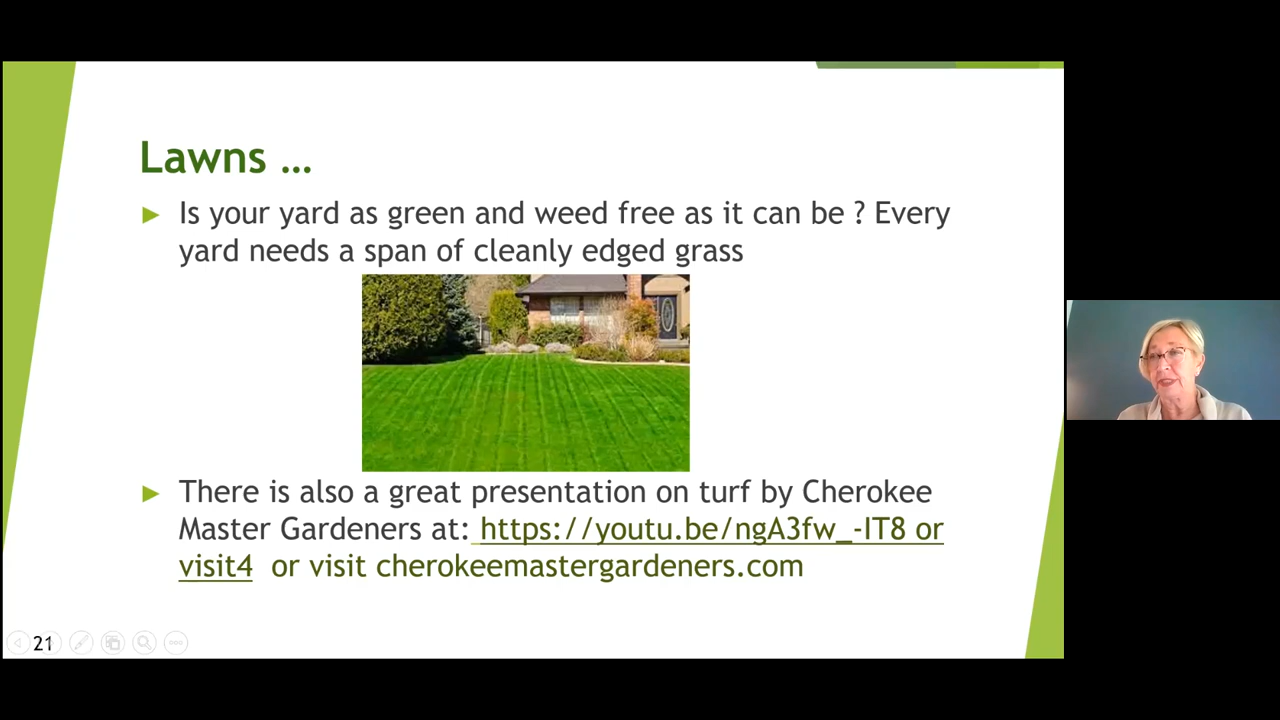 Lawns …
Is your yard as green and weed free as it can be ? Every
yard needs a span of cleanly edged grass
There is also a great presentation on turf by Cherokee
Master Gardeners at: https://youtu.be/ngA3fw_-IT8 or
visit4 or visit cherokeemastergardeners.com
21